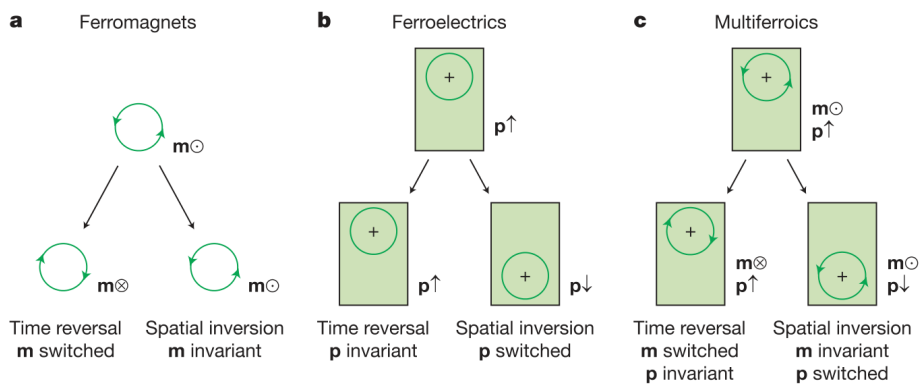 a Ferromagnets
m⊙
m⊗
m⊙
Time reversal
m switched
Spatial inversion
m invariant
b Ferroelectrics
+
p↑
+
p↑
+
p↓
Time reversal
p invariant
Spatial inversion
p switched
c Multiferroics
+
m⊙
p↑
+
m⊗
p↑
+
m⊙
p↓
Time reversal
m switched
p invariant
Spatial inversion
m invariant
p switched